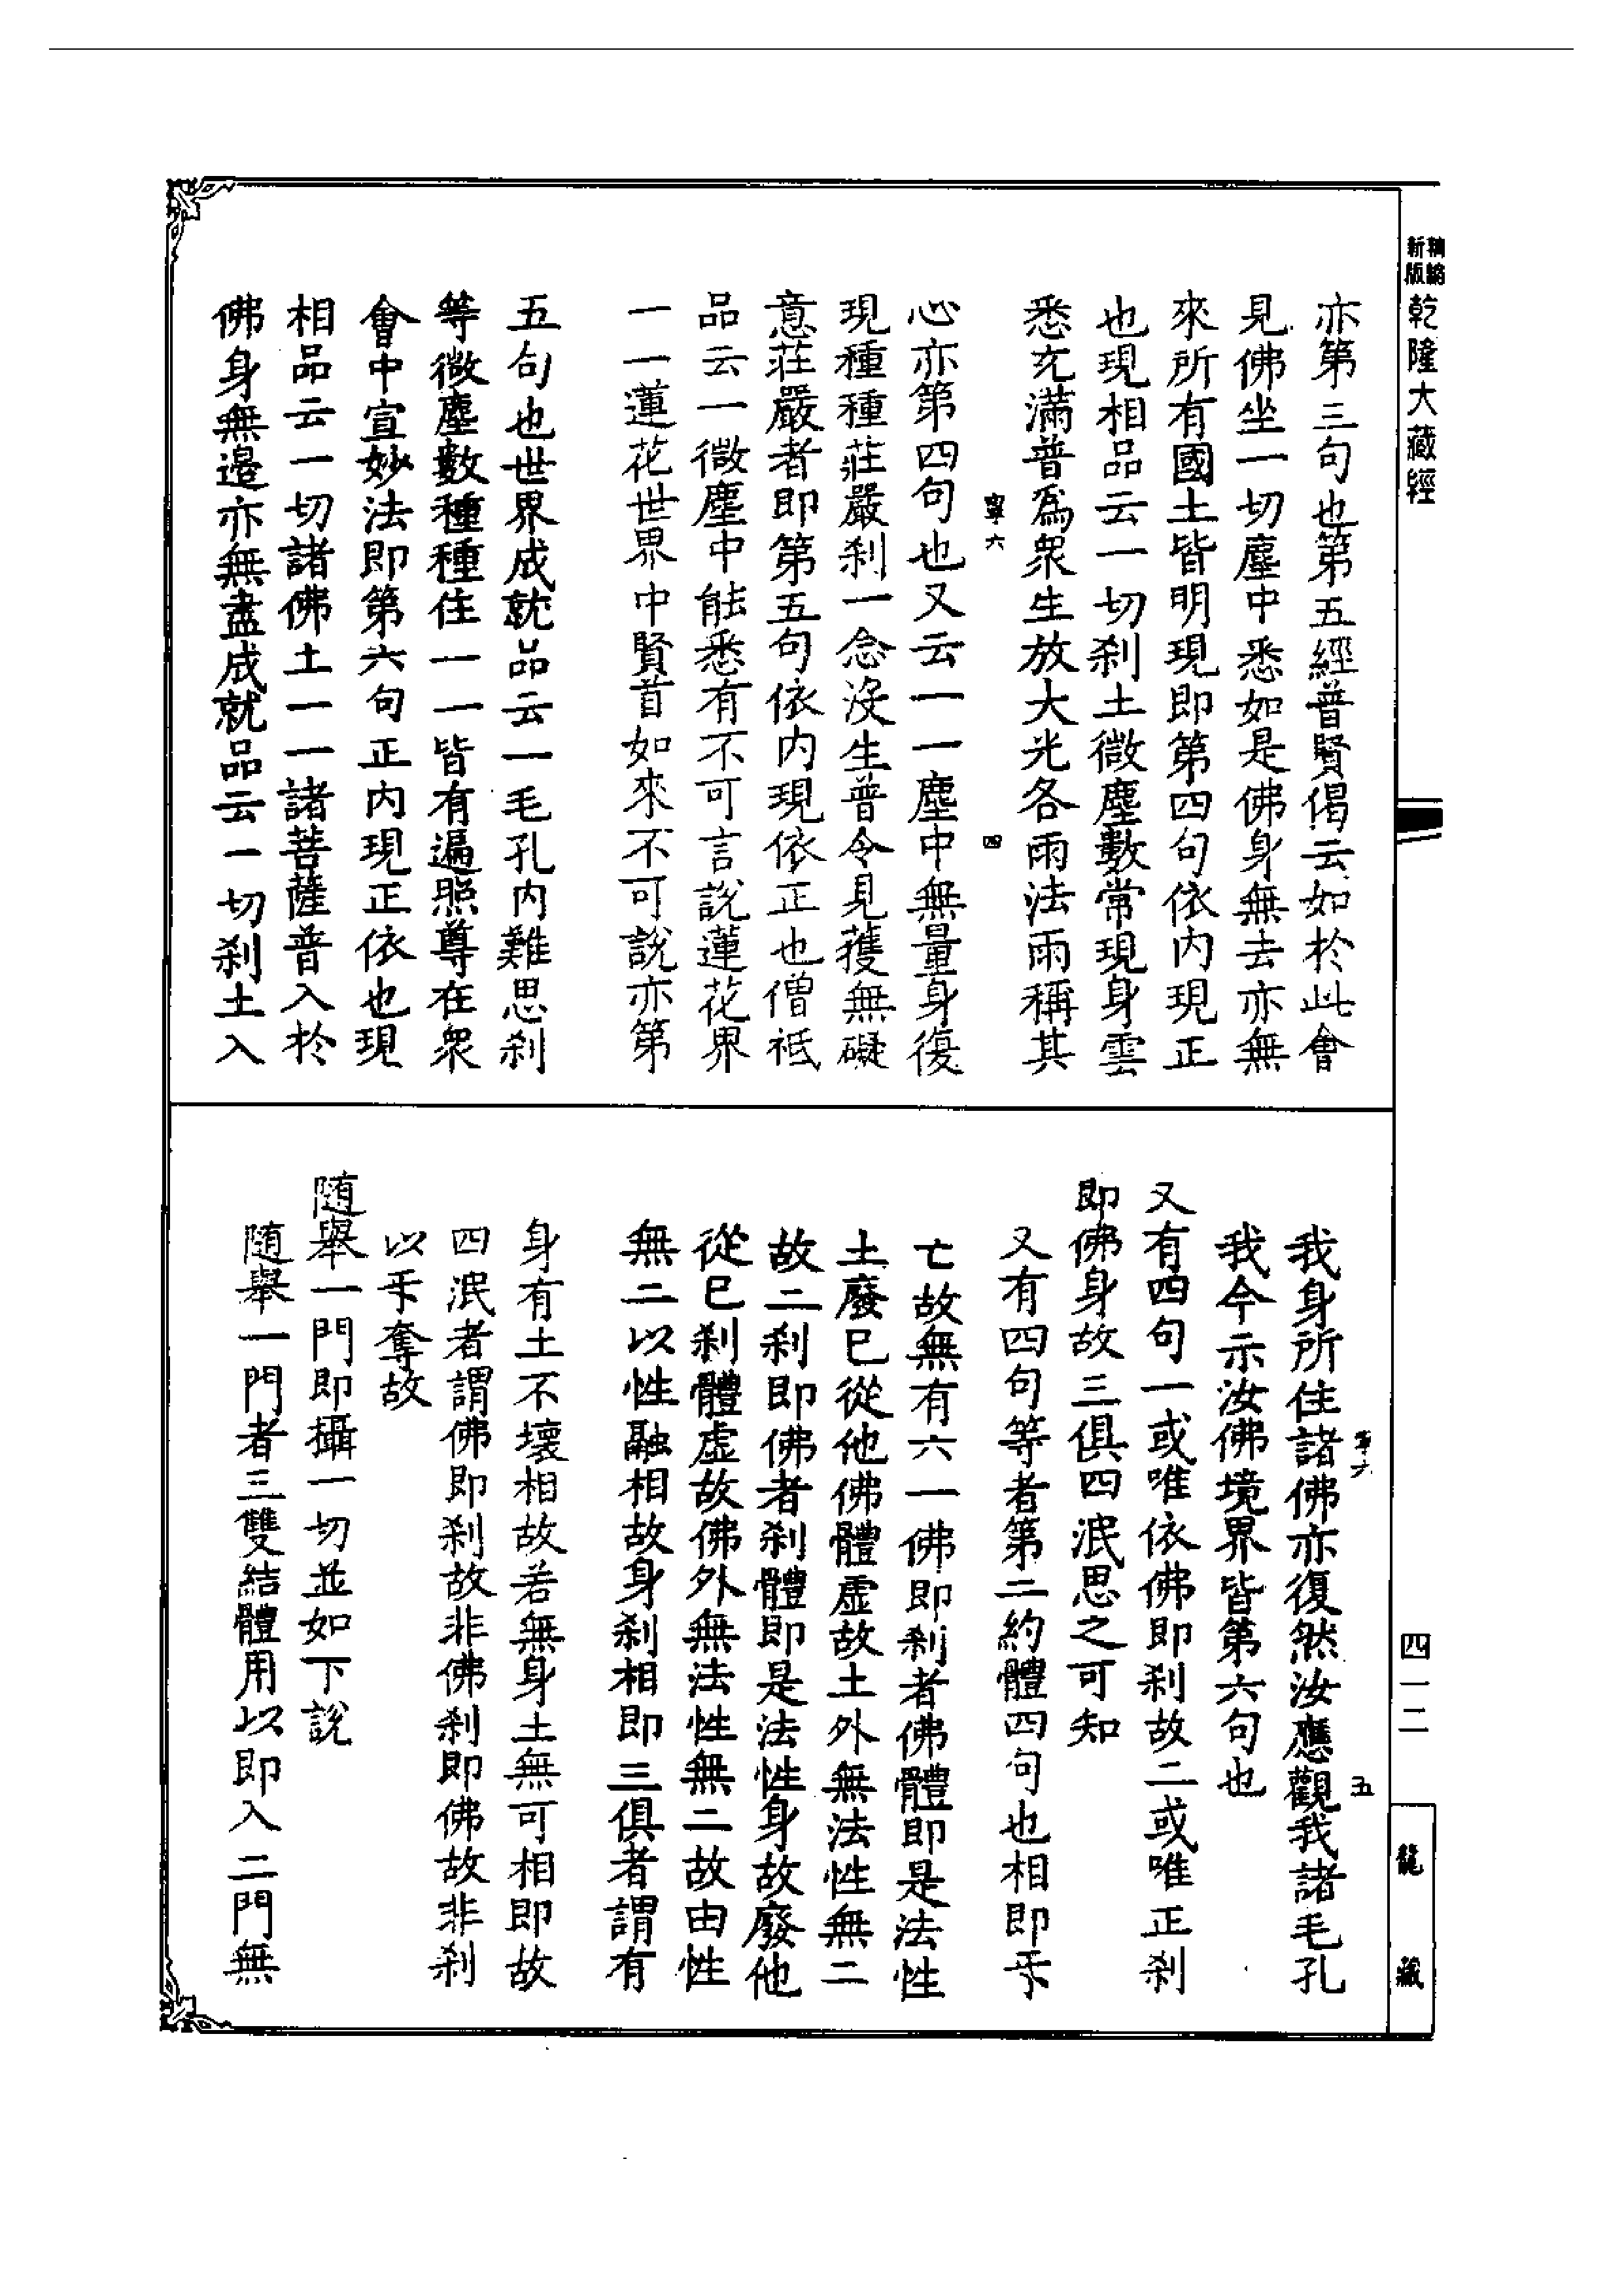 精縮新版
乾隆大藏經
亦第三句也第五經普賢偈云如於此會
見佛坐一切塵中悉如是佛身無去亦無
來所有國土皆明現即第四句依內現正
也現相品云一切刹土微塵數常現身雲
悉充滿普為衆生放大光各雨法雨稱其
寧六 四
心亦第四句也又云一一塵中無量身復
現種種莊嚴刹一念沒生普令見獲無礙
意莊嚴者即第五句依內現依正也僧祇
品云一微塵中能悉有不可言說蓮花界
一一蓮花世界中賢首如來不可說亦第
五句也世界成就品云一毛孔內難思刹
等微塵數種種住一一皆有遍照尊在衆
會中宣妙法即第六句正內現正依也現
相品云一切諸佛土一一諸菩薩普入於
佛身無邊亦無盡成就品云一切刹土入
寧六 五
我身所住諸佛亦復然汝應觀我諸毛孔
我今示汝佛境界皆第六句也
又有四句一或唯依佛即刹故二或唯正刹
即佛身故三俱四泯思之可知
又有四句等者第二約體四句也相即㸦
亡故無有六一佛即刹者佛體即是法性
土廢巳從他佛體虛故土外無法性無二
故二刹即佛者刹體即是法性身故廢他
從巳刹體虛故佛外無法性無二故由性
無二以性融相故身刹相即三俱者謂有
身有土不壞相故若無身土無可相即故
四泯者謂佛即刹故非佛刹即佛故非刹
以㸦奪故
随舉一門即攝一切並如下說
随舉一門者三雙結體用以即入二門無
四一二
龍藏